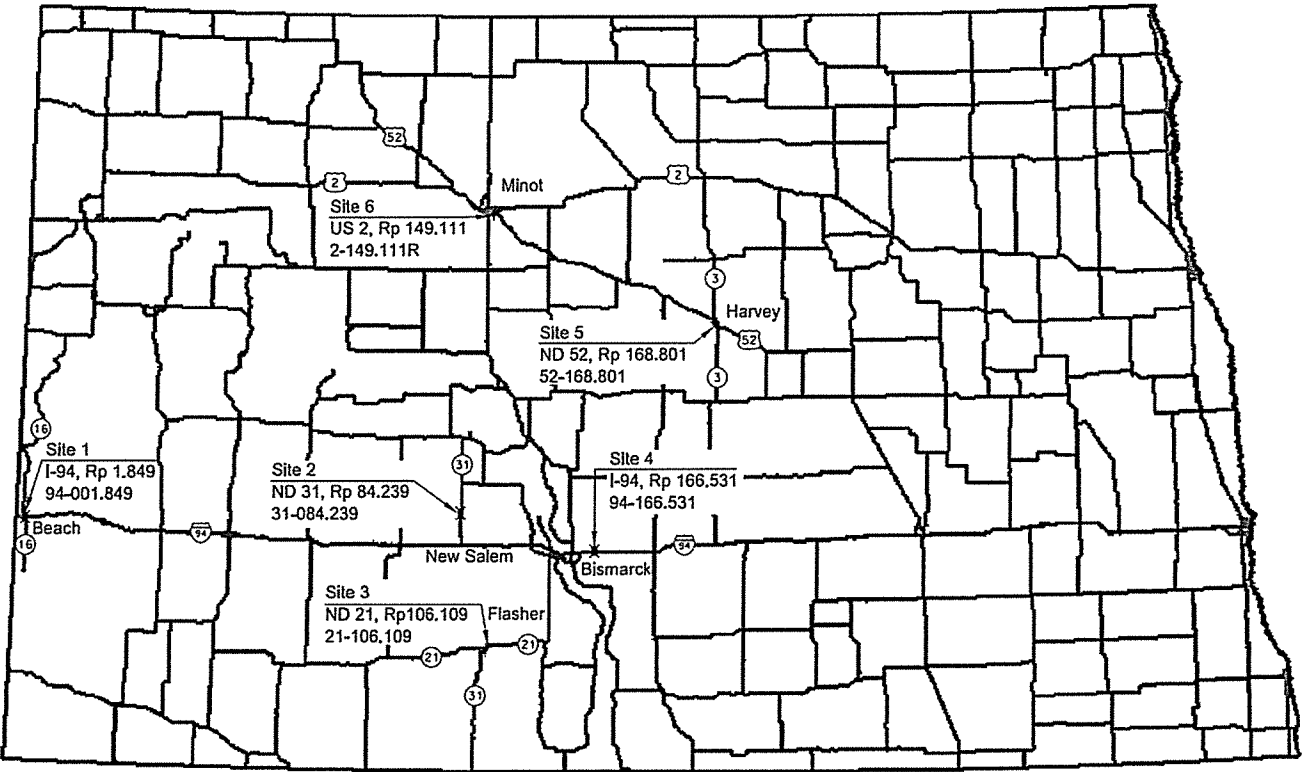 52
2
2
Minot
Site 6
US 2, Rp 149.111
2-149.111R
3
Harvey
52
Site 5
ND 52, Rp 168.801
52-168.801
3
16
Site 1
I-94, Rp 1.849
94-001.849
Beach
16
Site 2
ND 31, Rp 84.239
31-084.239
31
Site 4
I-94, Rp 166.531
94-166.531
94
New Salem
94
Bismarck
Site 3
ND 21, Rp106.109
21-106.109
Flasher
21
21
31